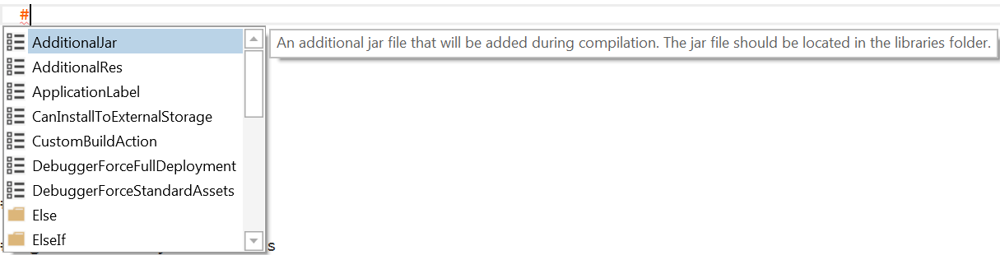 #
AdditionalJar
An additional jar file that will be added during compilation. The jar file should be located in the libraries folder.
AdditionalRes
ApplicationLabel
CanInstallToExternalStorage
CustomBuildAction
DebuggerForceFullDeployment
DebuggerForceStandardAssets
Else
ElseIf
s